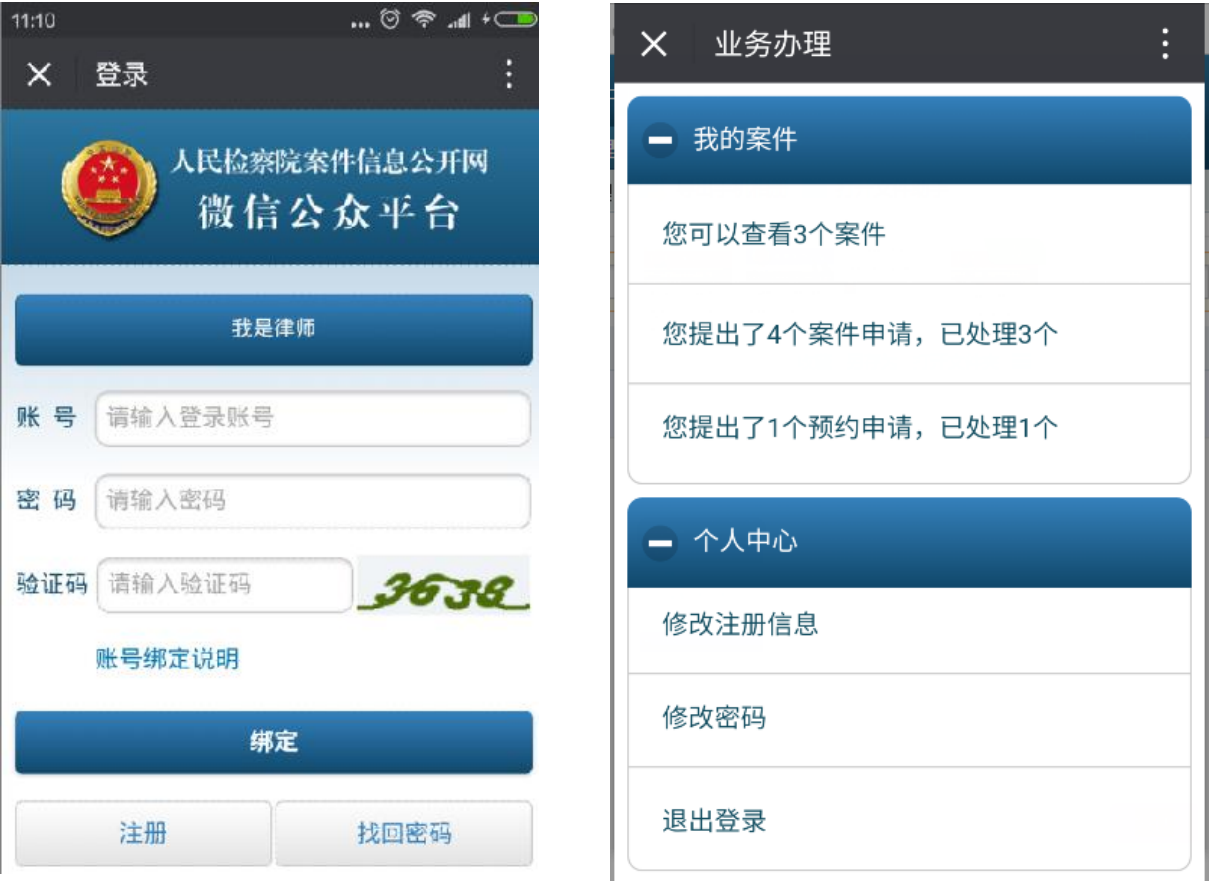 11:10
登录
人民检察院案件信息公开网
微信公众平台
我是律师
账 号 请输入登录账号
密 码 请输入密码
验证码 请输入验证码 3638
账号绑定说明
绑定
注册 找回密码
业务办理
我的案件
您可以查看3个案件
您提出了4个案件申请，已处理3个
您提出了1个预约申请，已处理1个
个人中心
修改注册信息
修改密码
退出登录